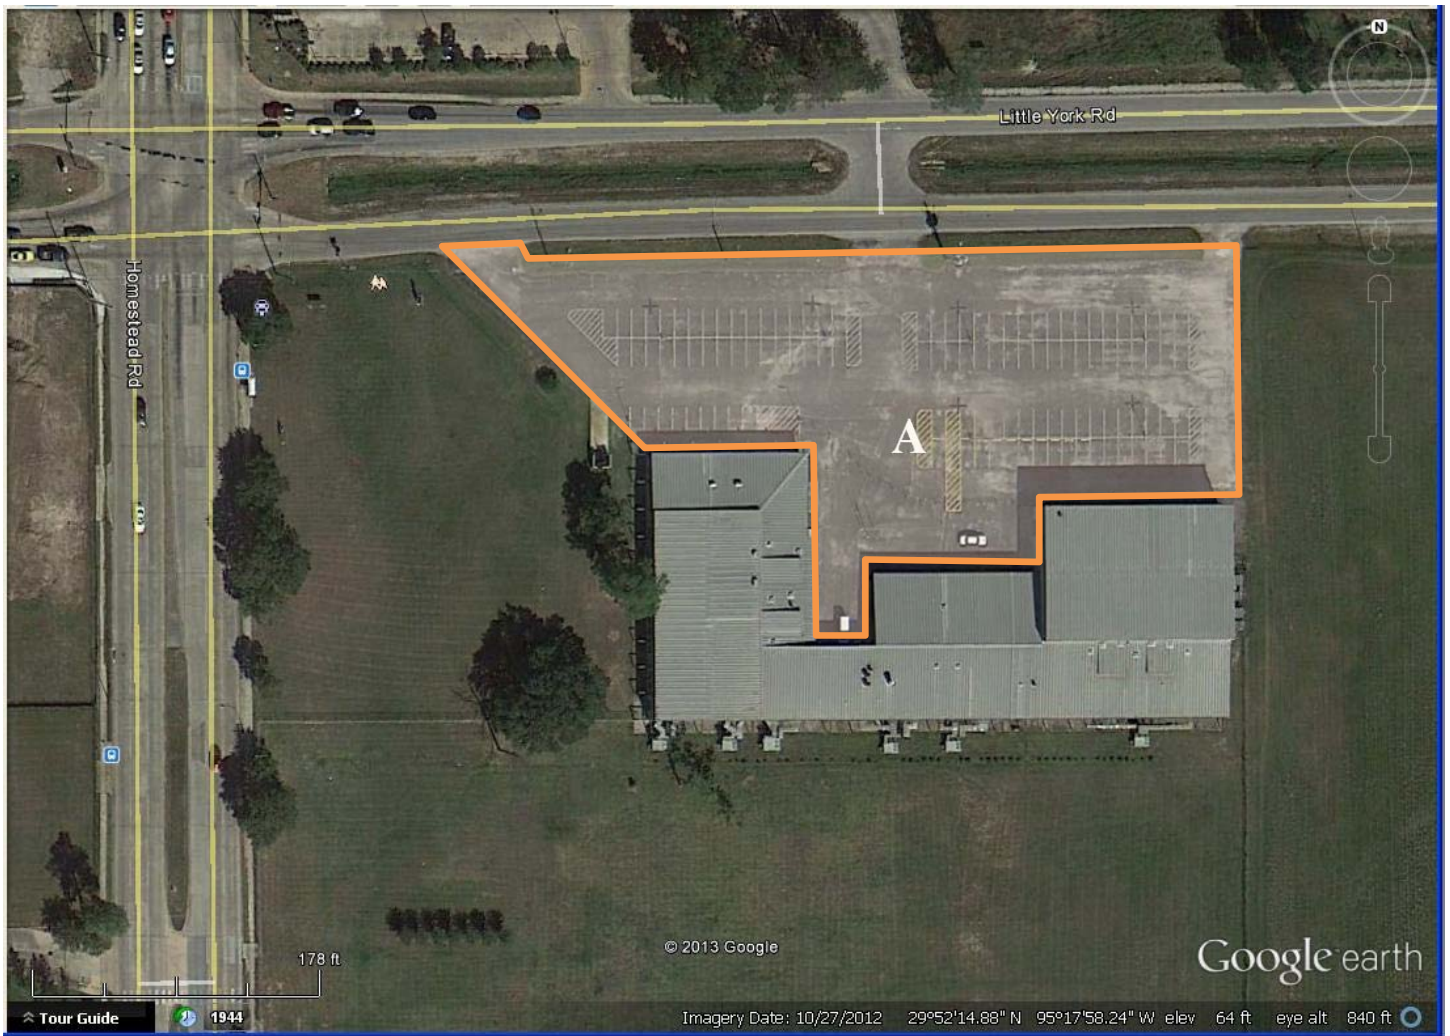 N
Little York Rd
Homestead Rd
A
178 ft
© 2013 Google
Google earth
Tour Guide
1944
Imagery Date: 10/27/2012 29°52'14.88" N 95°17'58.24" W elev 64 ft eye alt 840 ft